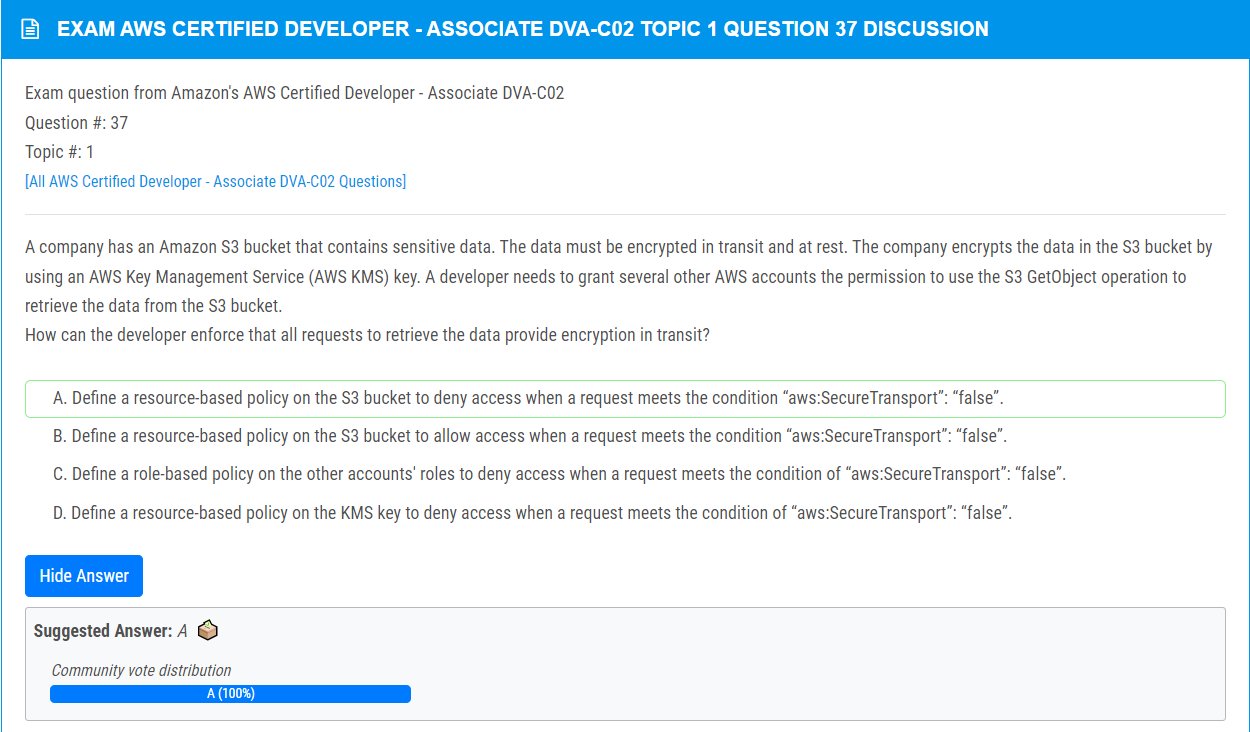 EXAM AWS CERTIFIED DEVELOPER - ASSOCIATE DVA-C02 TOPIC 1 QUESTION 37 DISCUSSION
Exam question from Amazon's AWS Certified Developer - Associate DVA-C02
Question #: 37
Topic #: 1
[All AWS Certified Developer - Associate DVA-C02 Questions]
A company has an Amazon S3 bucket that contains sensitive data. The data must be encrypted in transit and at rest. The company encrypts the data in the S3 bucket by
using an AWS Key Management Service (AWS KMS) key. A developer needs to grant several other AWS accounts the permission to use the S3 GetObject operation to
retrieve the data from the S3 bucket.
How can the developer enforce that all requests to retrieve the data provide encryption in transit?
A. Define a resource-based policy on the S3 bucket to deny access when a request meets the condition “aws:SecureTransport”: “false”.
B. Define a resource-based policy on the S3 bucket to allow access when a request meets the condition “aws:SecureTransport”: “false”.
C. Define a role-based policy on the other accounts' roles to deny access when a request meets the condition of “aws:SecureTransport”: “false”.
D. Define a resource-based policy on the KMS key to deny access when a request meets the condition of “aws:SecureTransport”: “false”.
Hide Answer
Suggested Answer: A
Community vote distribution
A (100%)